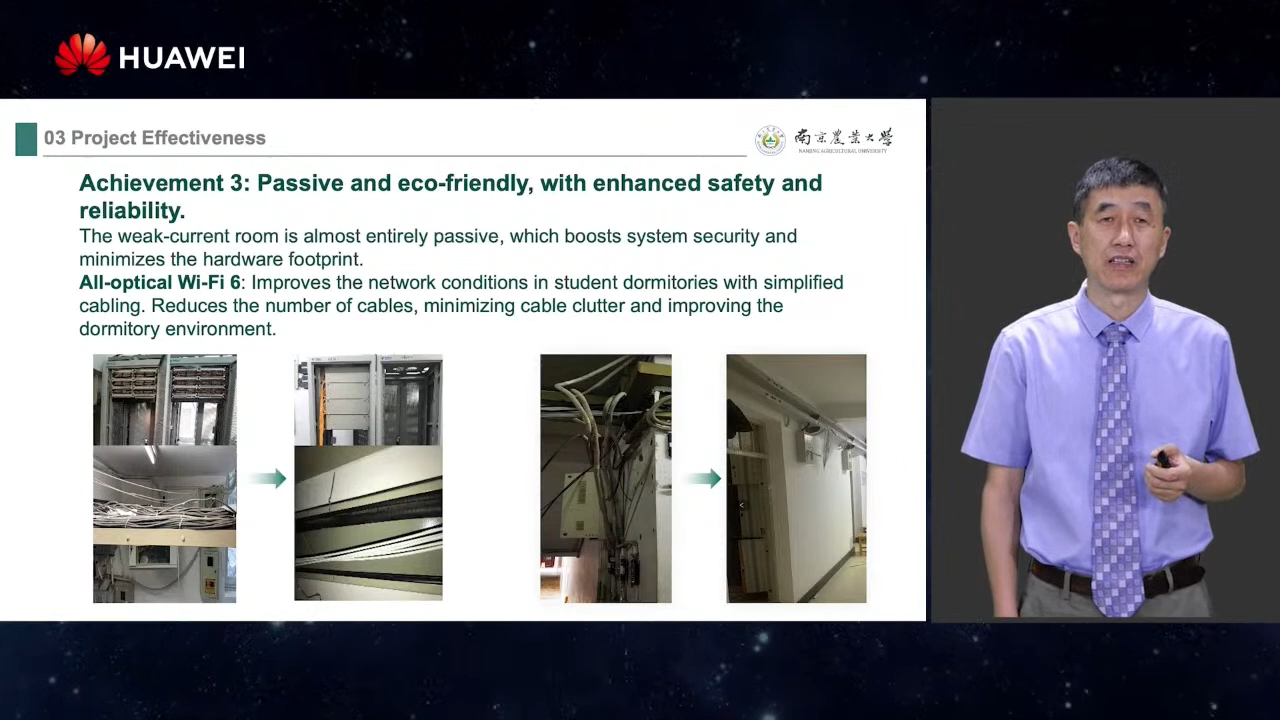 HUAWEI
03 Project Effectiveness
南京農業大學
NANJING AGRICULTURAL UNIVERSITY
Achievement 3: Passive and eco-friendly, with enhanced safety and
reliability.
The weak-current room is almost entirely passive, which boosts system security and
minimizes the hardware footprint.
All-optical Wi-Fi 6: Improves the network conditions in student dormitories with simplified
cabling. Reduces the number of cables, minimizing cable clutter and improving the
dormitory environment.